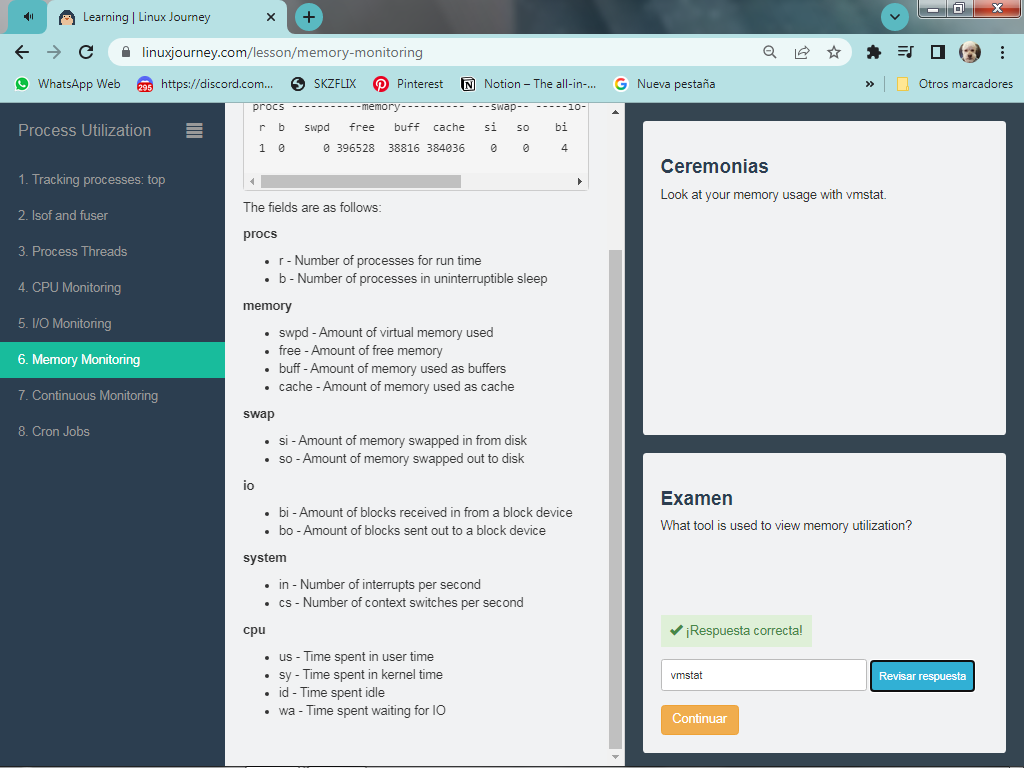 Learning | Linux Journey
linuxjourney.com/lesson/memory-monitoring
WhatsApp Web
295
https://discord.com...
SKZFLIX
Pinterest
Notion – The all-in-...
Nueva pestaña
»
Otros marcadores
Process Utilization
1. Tracking processes: top
2. lsof and fuser
3. Process Threads
4. CPU Monitoring
5. I/O Monitoring
6. Memory Monitoring
7. Continuous Monitoring
8. Cron Jobs
procs -----------memory---------- ---swap-- -----io-
r b swpd free buff cache si so bi
1 0 0 396528 38816 384036 0 0 4
The fields are as follows:
procs
• r - Number of processes for run time
• b - Number of processes in uninterruptible sleep
memory
• swpd - Amount of virtual memory used
• free - Amount of free memory
• buff - Amount of memory used as buffers
• cache - Amount of memory used as cache
swap
• si - Amount of memory swapped in from disk
• so - Amount of memory swapped out to disk
io
• bi - Amount of blocks received in from a block device
• bo - Amount of blocks sent out to a block device
system
• in - Number of interrupts per second
• cs - Number of context switches per second
cpu
• us - Time spent in user time
• sy - Time spent in kernel time
• id - Time spent idle
• wa - Time spent waiting for IO
Ceremonias
Look at your memory usage with vmstat.
Examen
What tool is used to view memory utilization?
¡Respuesta correcta!
vmstat
Revisar respuesta
Continuar